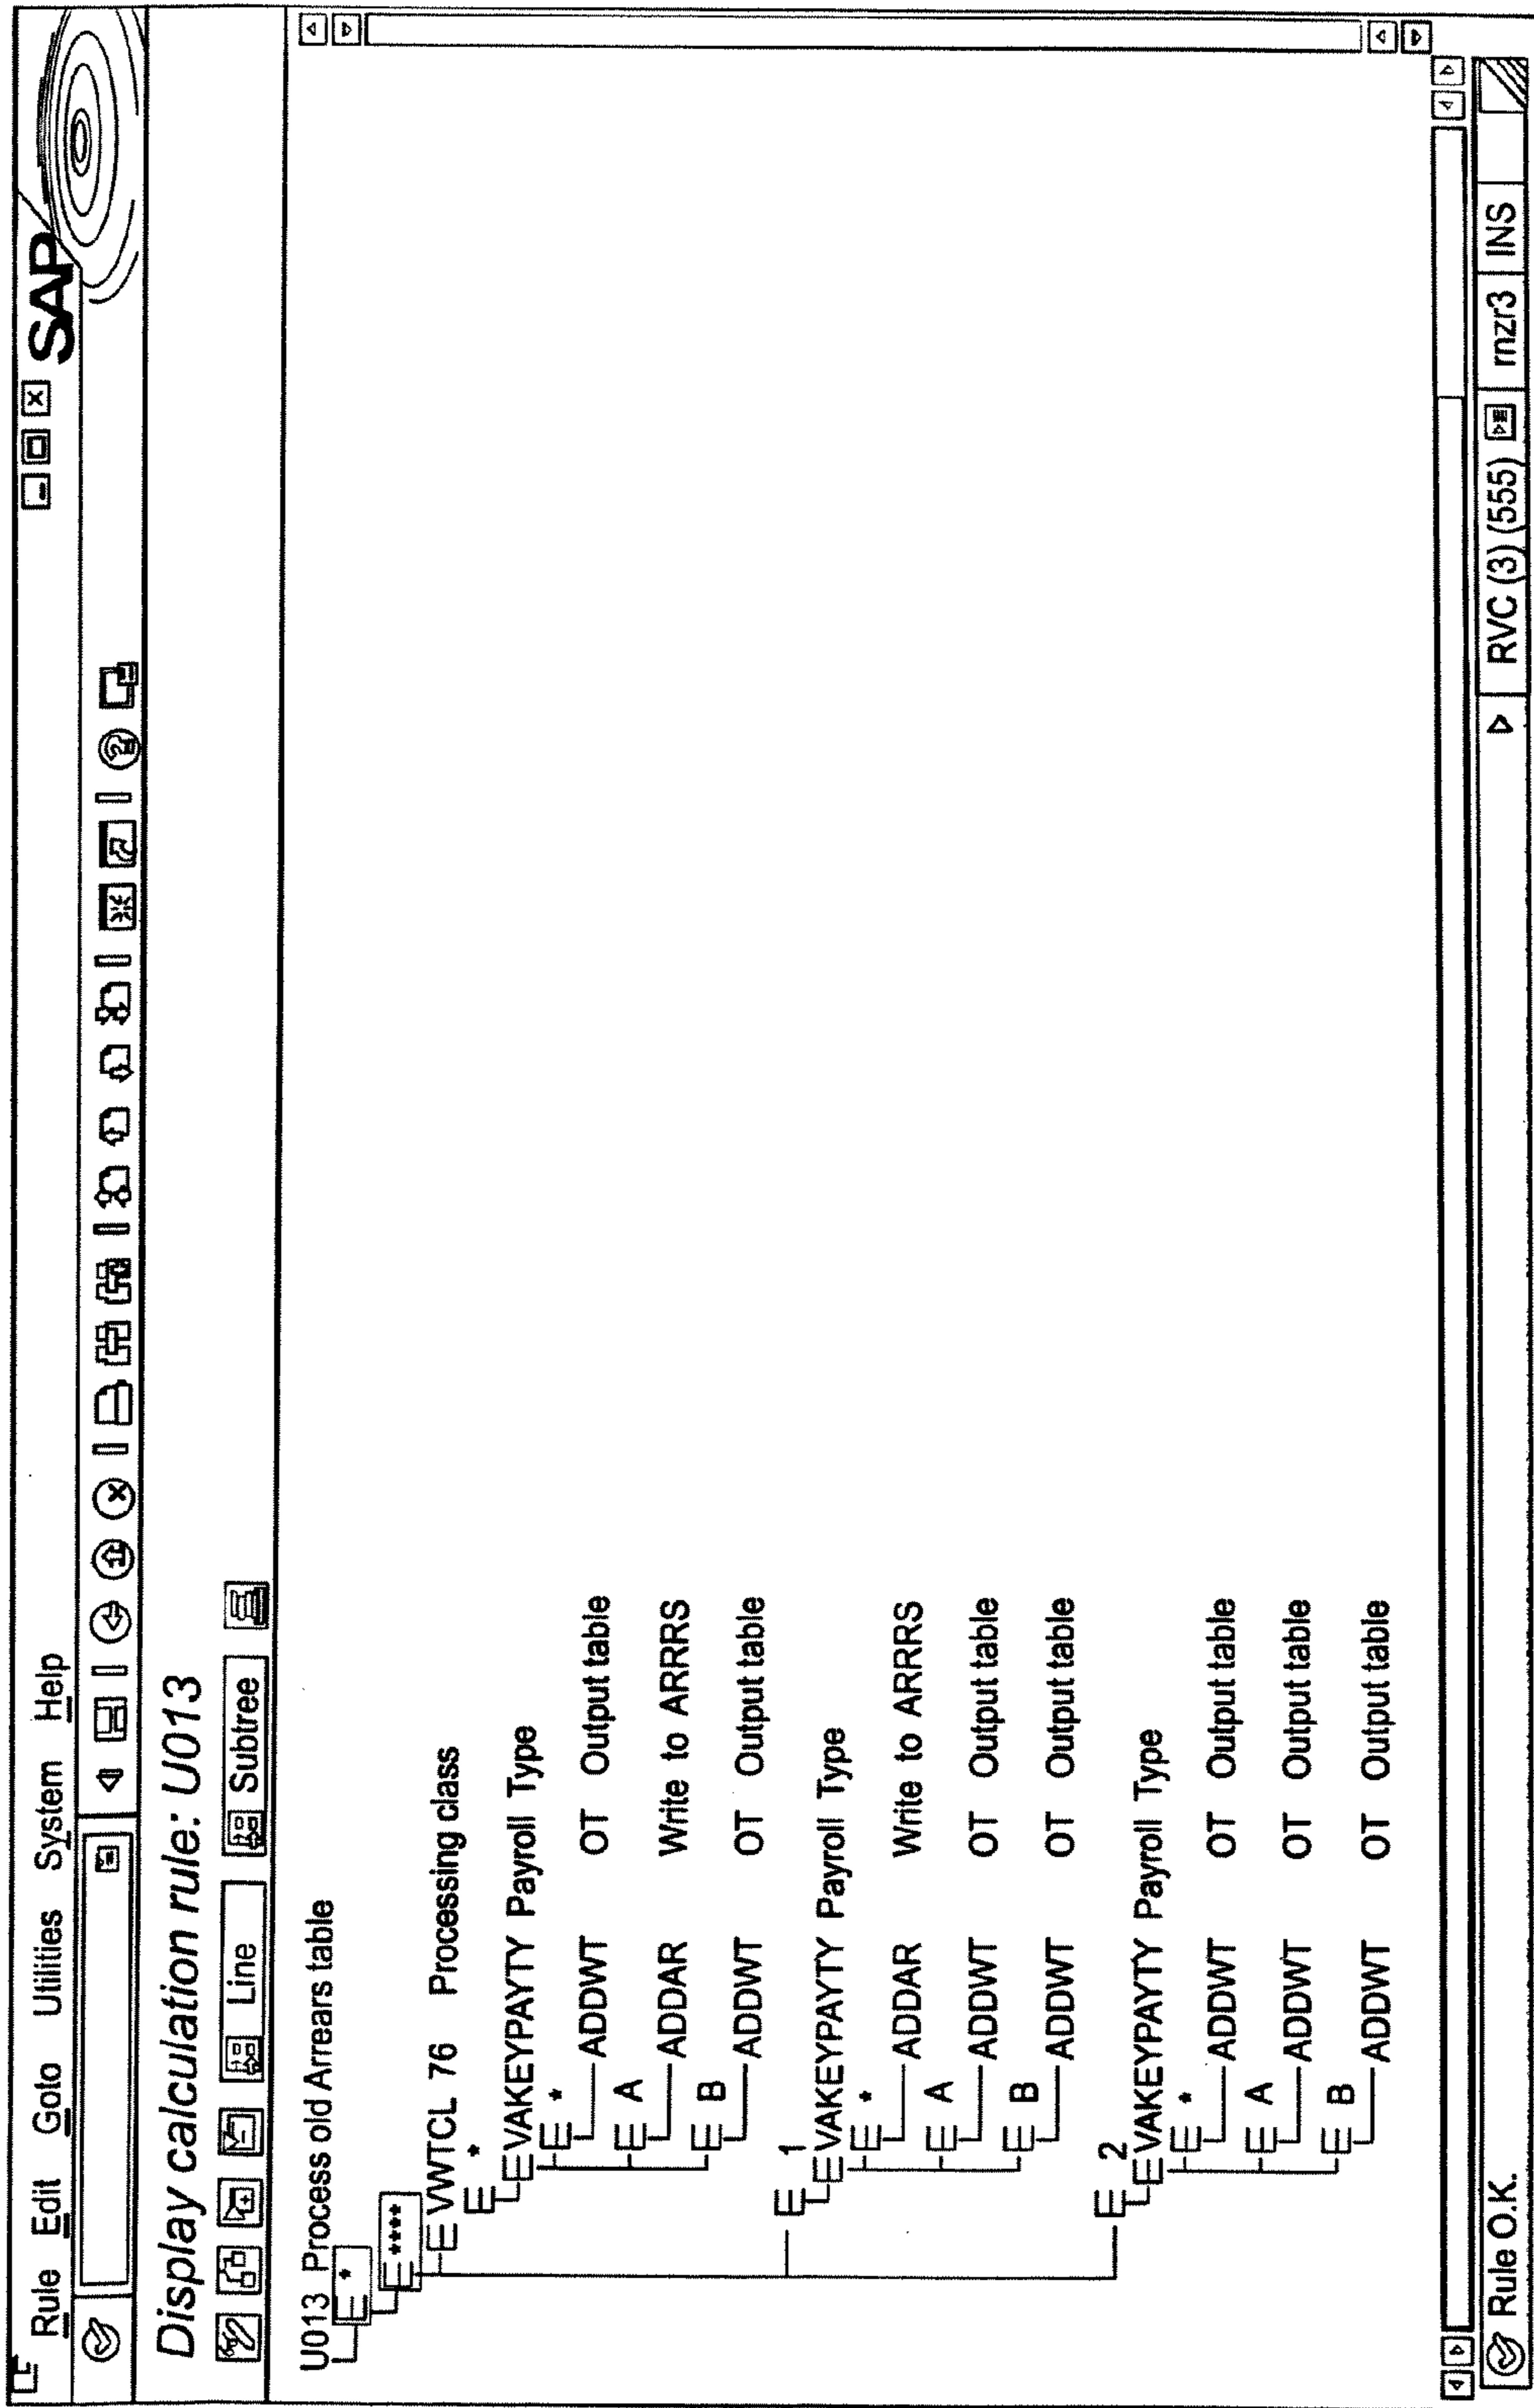 SAP
Rule Edit Goto Utilities System Help
Display calculation rule: U013
Line Subtree
U013 Process old Arrears table
*
****
VWTCL 76 Processing class
*
VAKEYPAYTY Payroll Type
*
ADDWT OT Output table
A
ADDAR Write to ARRRS
B
ADDWT OT Output table
1
VAKEYPAYTY Payroll Type
*
ADDAR Write to ARRRS
A
ADDWT OT Output table
B
ADDWT OT Output table
2
VAKEYPAYTY Payroll Type
*
ADDWT OT Output table
A
ADDWT OT Output table
B
ADDWT OT Output table
Rule O.K. RVC (3) (555) rnzr3 INS